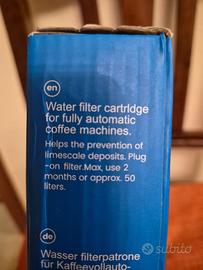 en
Water filter cartridge
for fully automatic
coffee machines.
Helps the prevention of
limescale deposits. Plug
-on filter.Max, use 2
months or approx. 50
liters.
de
Wasser filterpatrone
für Kaffeevollauto-
subito